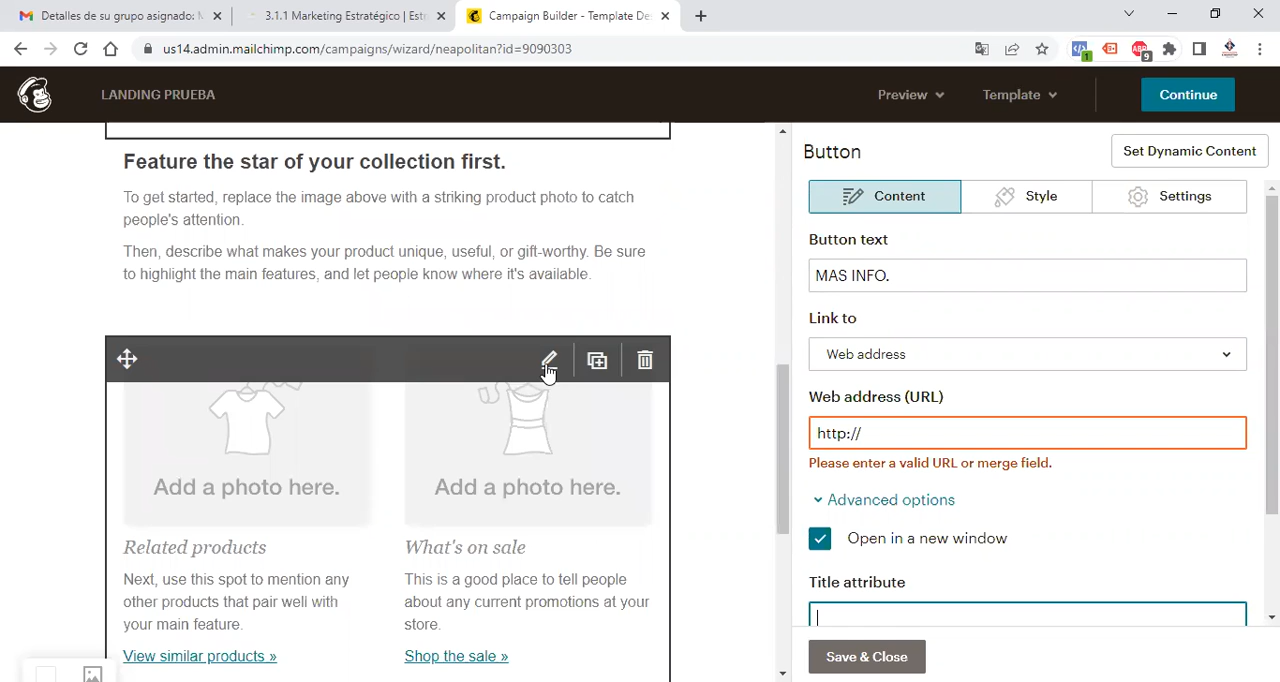 Detalles de su grupo asignado: M
3.1.1 Marketing Estratégico | Estr
Campaign Builder - Template De
us14.admin.mailchimp.com/campaigns/wizard/neapolitan?id=9090303
1
ABP
9
LANDING PRUEBA
Preview
Template
Continue
Feature the star of your collection first.
To get started, replace the image above with a striking product photo to catch
people's attention.
Then, describe what makes your product unique, useful, or gift-worthy. Be sure
to highlight the main features, and let people know where it's available.
Add a photo here.
Add a photo here.
Related products
What's on sale
Next, use this spot to mention any
other products that pair well with
your main feature.
This is a good place to tell people
about any current promotions at your
store.
View similar products »
Shop the sale »
Button
Set Dynamic Content
Content
Style
Settings
Button text
MAS INFO.
Link to
Web address
Web address (URL)
http://
Please enter a valid URL or merge field.
Advanced options
Open in a new window
Title attribute
Save & Close